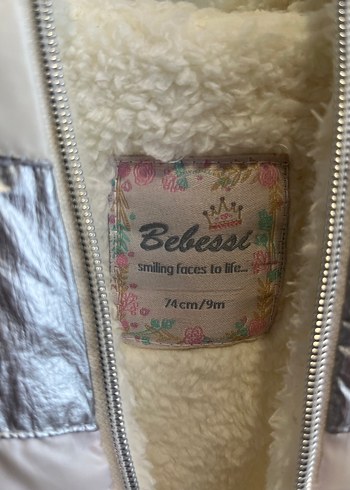 Bebessi
smiling faces to life...
74cm/9m